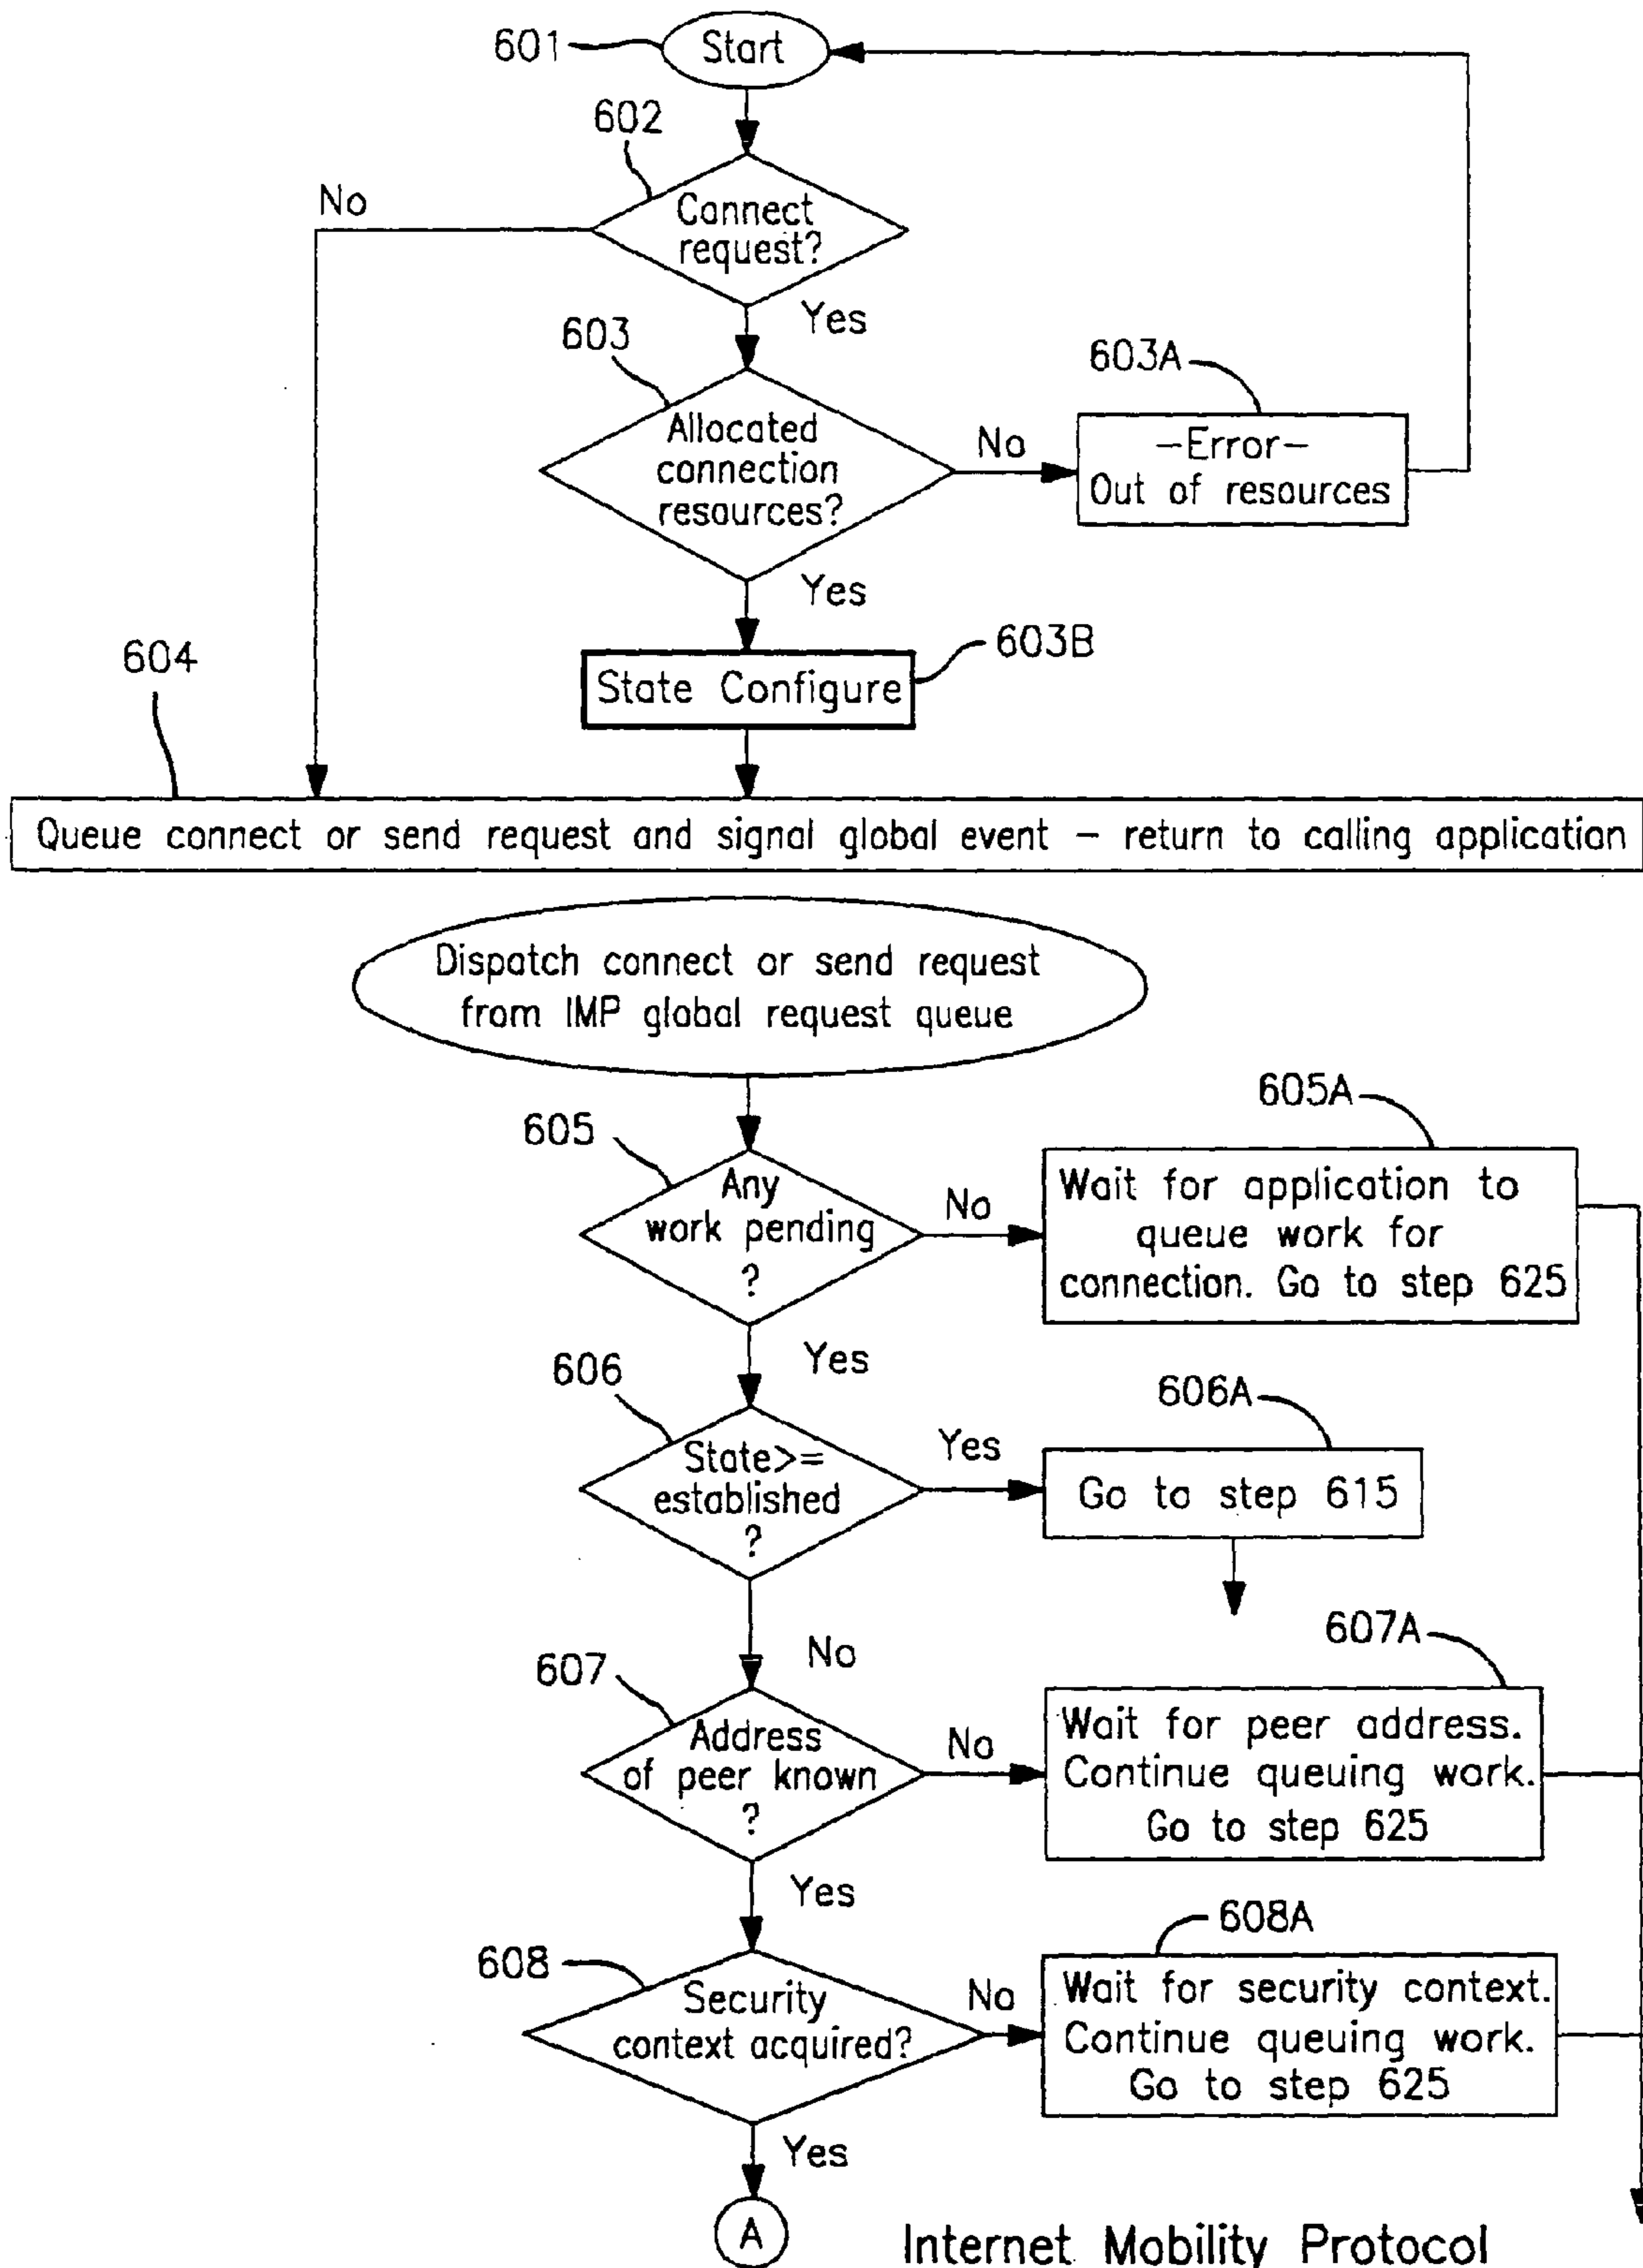 601
Start
602
No
Connect
request?
Yes
603
603A
Allocated
connection
resources?
No
-Error-
Out of resources
Yes
603B
604
State Configure
Queue connect or send request and signal global event - return to calling application
Dispatch connect or send request
from IMP global request queue
605A
605
Any
work pending
?
No
Wait for application to
queue work for
connection. Go to step 625
Yes
606
606A
State>=
established
?
Yes
Go to step 615
No
607
607A
Address
of peer known
?
No
Wait for peer address.
Continue queuing work.
Go to step 625
Yes
608
608A
Security
context acquired?
No
Wait for security context.
Continue queuing work.
Go to step 625
Yes
A
Internet Mobility Protocol